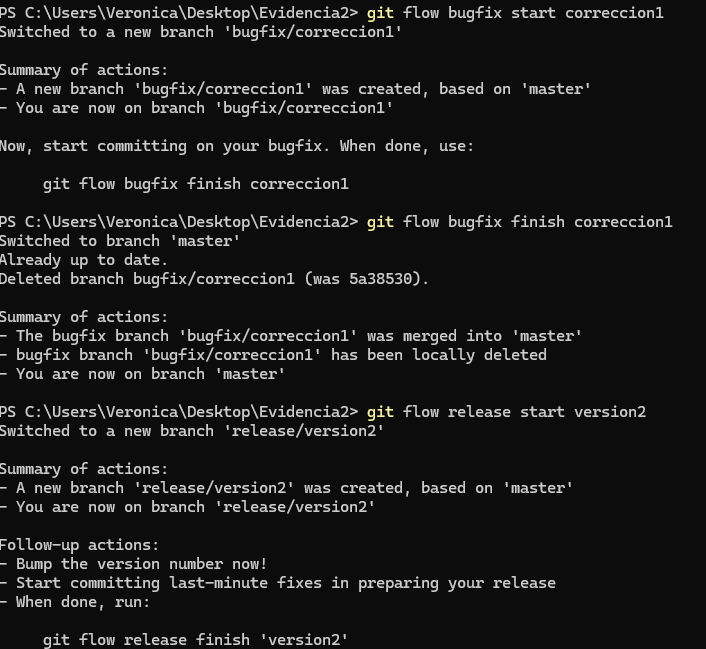 PS C:\Users\Veronica\Desktop\Evidencia2> git flow bugfix start correccion1
Switched to a new branch 'bugfix/correccion1'
Summary of actions:
- A new branch 'bugfix/correccion1' was created, based on 'master'
- You are now on branch 'bugfix/correccion1'
Now, start committing on your bugfix. When done, use:
git flow bugfix finish correccion1
PS C:\Users\Veronica\Desktop\Evidencia2> git flow bugfix finish correccion1
Switched to branch 'master'
Already up to date.
Deleted branch bugfix/correccion1 (was 5a38530).
Summary of actions:
- The bugfix branch 'bugfix/correccion1' was merged into 'master'
- bugfix branch 'bugfix/correccion1' has been locally deleted
- You are now on branch 'master'
PS C:\Users\Veronica\Desktop\Evidencia2> git flow release start version2
Switched to a new branch 'release/version2'
Summary of actions:
- A new branch 'release/version2' was created, based on 'master'
- You are now on branch 'release/version2'
Follow-up actions:
- Bump the version number now!
- Start committing last-minute fixes in preparing your release
- When done, run:
git flow release finish 'version2'